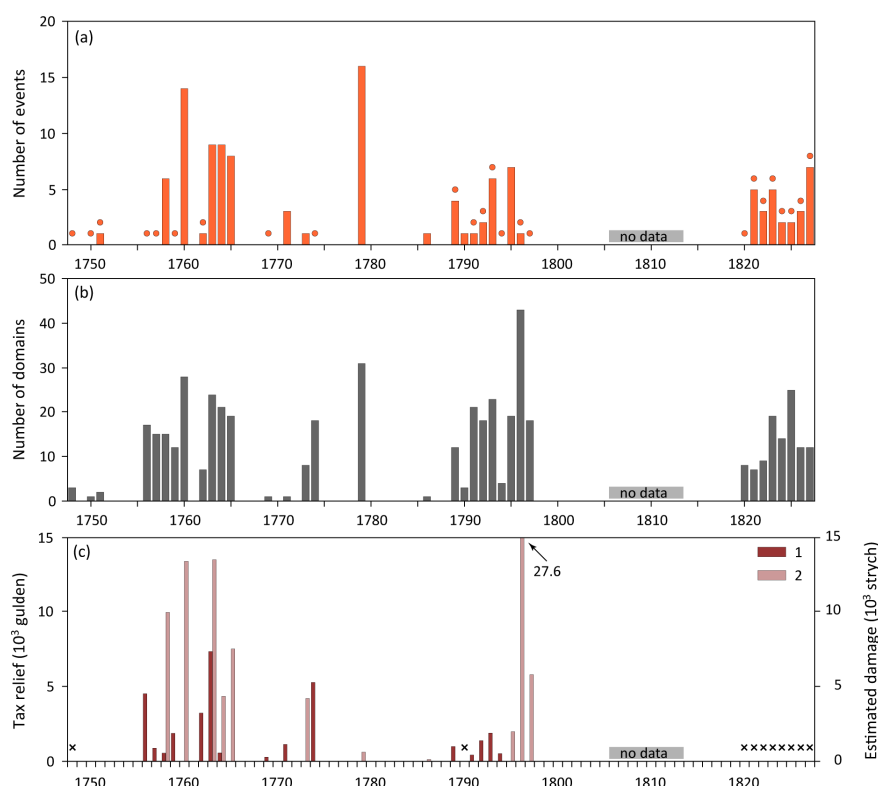 20
(a)
15
10
5
0
Number of events
no data
1750 1760 1770 1780 1790 1800 1810 1820
50
(b)
40
30
20
10
0
Number of domains
no data
1750 1760 1770 1780 1790 1800 1810 1820
15 (c) 15
1
2
27.6
10 10
5 5
0 0
Tax relief (10³ gulden)
Estimated damage (10³ strych)
no data
1750 1760 1770 1780 1790 1800 1810 1820